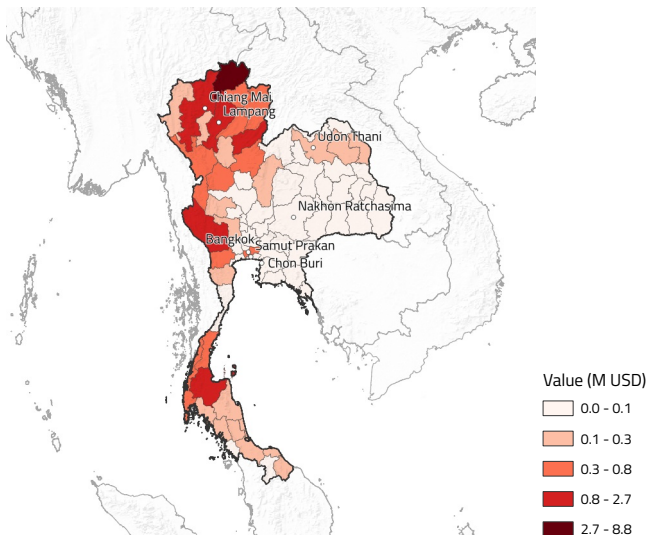 Chiang Mai
Lampang
Udon Thani
Nakhon Ratchasima
Bangkok
Samut Prakan
Chon Buri
Value (M USD)
0.0 - 0.1
0.1 - 0.3
0.3 - 0.8
0.8 - 2.7
2.7 - 8.8